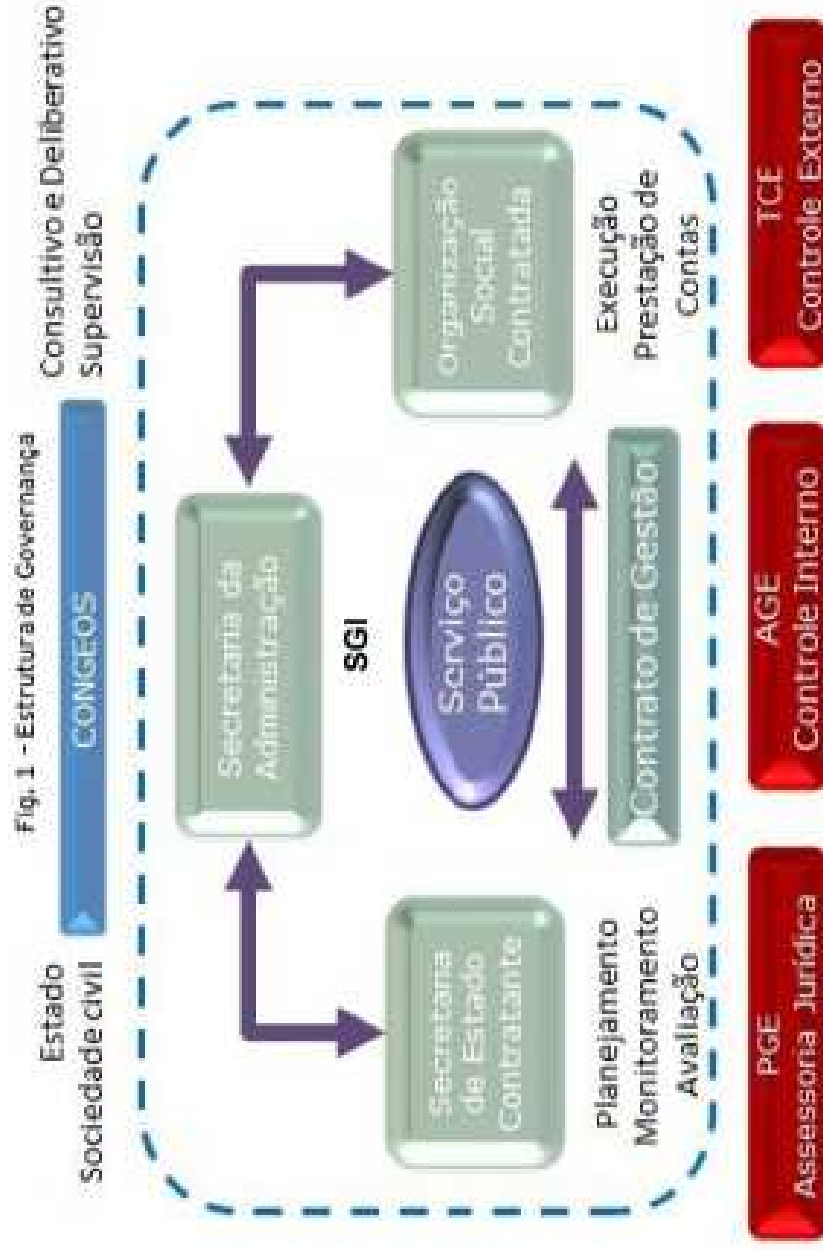 Fig. 1 - Estrutura de Governança
Estado
Sociedade civil
CONGEOS
Consultivo e Deliberativo
Supervisão
Secretaria da
Administração
SGI
Secretaria
de Estado
Contratante
Serviço
Público
Organização
Social
Contratada
Planejamento
Monitoramento
Avaliação
Contrato de Gestão
Execução
Prestação de
Contas
PGE
Assessoria Jurídica
AGE
Controle Interno
TCE
Controle Externo